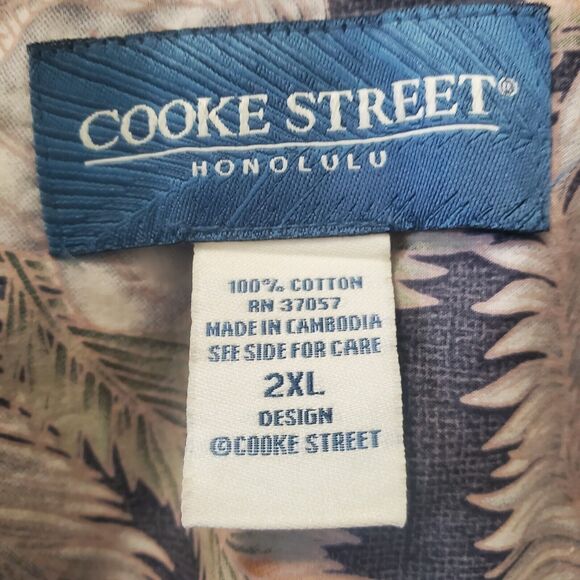 COOKE STREET®
HONOLULU
100% COTTON
RN 37057
MADE IN CAMBODIA
SEE SIDE FOR CARE
2XL
DESIGN
©COOKE STREET